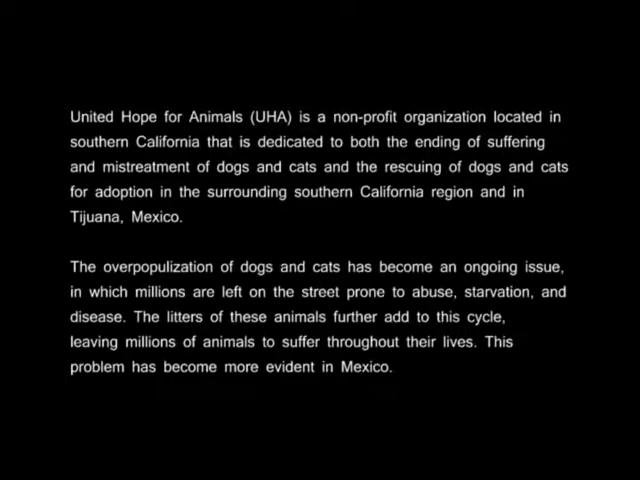 United Hope for Animals (UHA) is a non-profit organization located in
southern California that is dedicated to both the ending of suffering
and mistreatment of dogs and cats and the rescuing of dogs and cats
for adoption in the surrounding southern California region and in
Tijuana, Mexico.
The overpopulization of dogs and cats has become an ongoing issue,
in which millions are left on the street prone to abuse, starvation, and
disease. The litters of these animals further add to this cycle,
leaving millions of animals to suffer throughout their lives. This
problem has become more evident in Mexico.